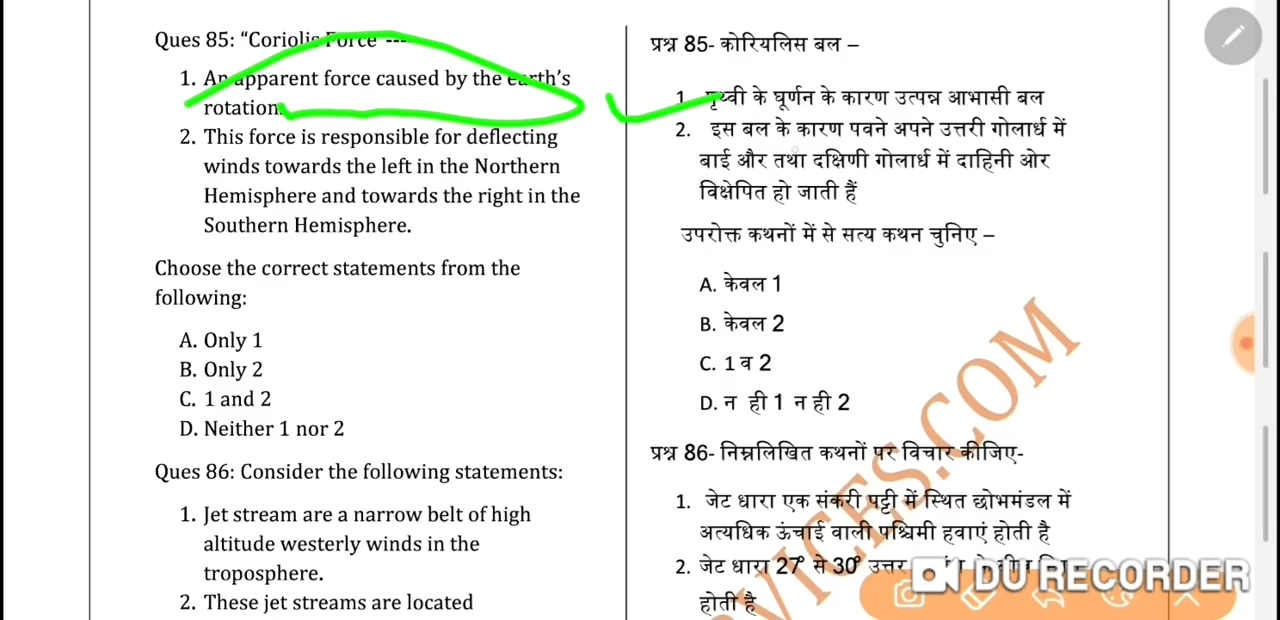 Ques 85: “Coriolis Force ----
1. An apparent force caused by the earth’s
rotation.
2. This force is responsible for deflecting
winds towards the left in the Northern
Hemisphere and towards the right in the
Southern Hemisphere.
Choose the correct statements from the
following:
A. Only 1
B. Only 2
C. 1 and 2
D. Neither 1 nor 2
Ques 86: Consider the following statements:
1. Jet stream are a narrow belt of high
altitude westerly winds in the
troposphere.
2. These jet streams are located
प्रश्न 85- कोरियलिस बल –
1. पृथ्वी के घूर्णन के कारण उत्पन्न आभासी बल
2. इस बल के कारण पवने अपने उत्तरी गोलार्ध में
बाई और तथा दक्षिणी गोलार्ध में दाहिनी ओर
विक्षेपित हो जाती हैं
उपरोक्त कथनों में से सत्य कथन चुनिए –
A. केवल 1
B. केवल 2
C. 1 व 2
D. न ही 1 न ही 2
प्रश्न 86- निम्नलिखित कथनों पर विचार कीजिए-
1. जेट धारा एक संकरी पट्टी में स्थित छोभमंडल में
अत्यधिक ऊंचाई वाली पश्चिमी हवाएं होती है
2. जेट धारा 27° से 30° उत्तर
होती है
VICES.COM
DU RECORDER